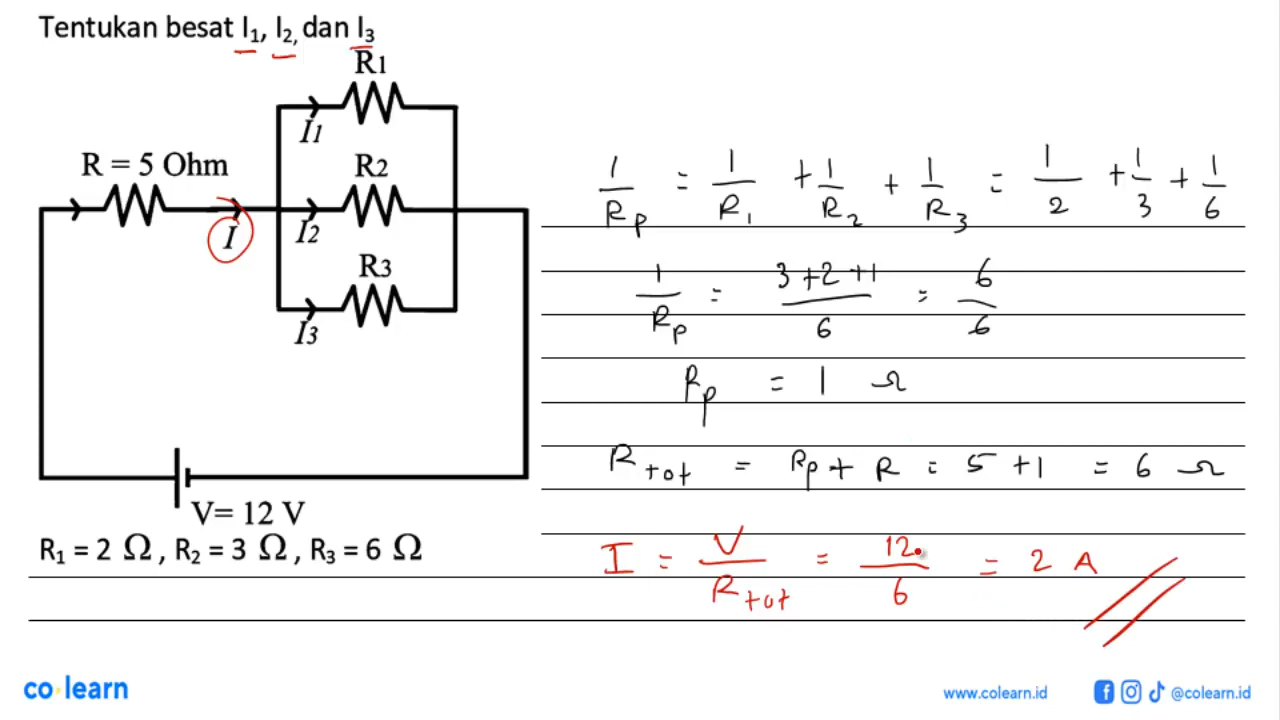 Tentukan besat I₁, I₂, dan I₃
R1
I1
R = 5 Ohm
R2
I
I2
R3
I3
V= 12 V
R₁ = 2 Ω , R₂ = 3 Ω , R₃ = 6 Ω
1/Rp = 1/R₁ + 1/R₂ + 1/R₃ = 1/2 + 1/3 + 1/6
1/Rp = 3+2+1/6 = 6/6
Rp = 1 Ω
Rtot = Rp + R = 5 + 1 = 6 Ω
I = V/Rtot = 12/6 = 2 A
co learn
www.colearn.id
@colearn.id